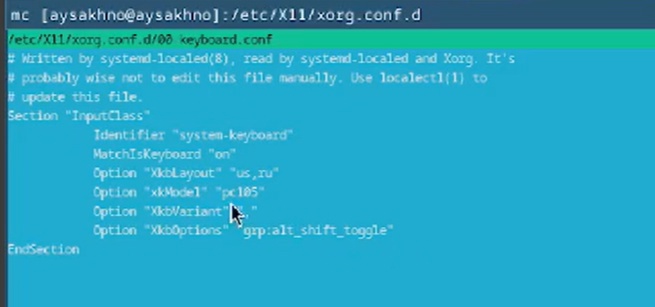 mc [aysakhno@aysakhno]:/etc/X11/xorg.conf.d
/etc/X11/xorg.conf.d/00 keyboard.conf
# Written by systemd-localed(8), read by systemd-localed and Xorg. It's
# probably wise not to edit this file manually. Use localectl(1) to
# update this file.
Section "InputClass"
Identifier "system-keyboard"
MatchIsKeyboard "on"
Option "XkbLayout" "us,ru"
Option "xkModel" "pc105"
Option "XkbVariant" ","
Option "XkbOptions" "grp:alt_shift_toggle"
EndSection